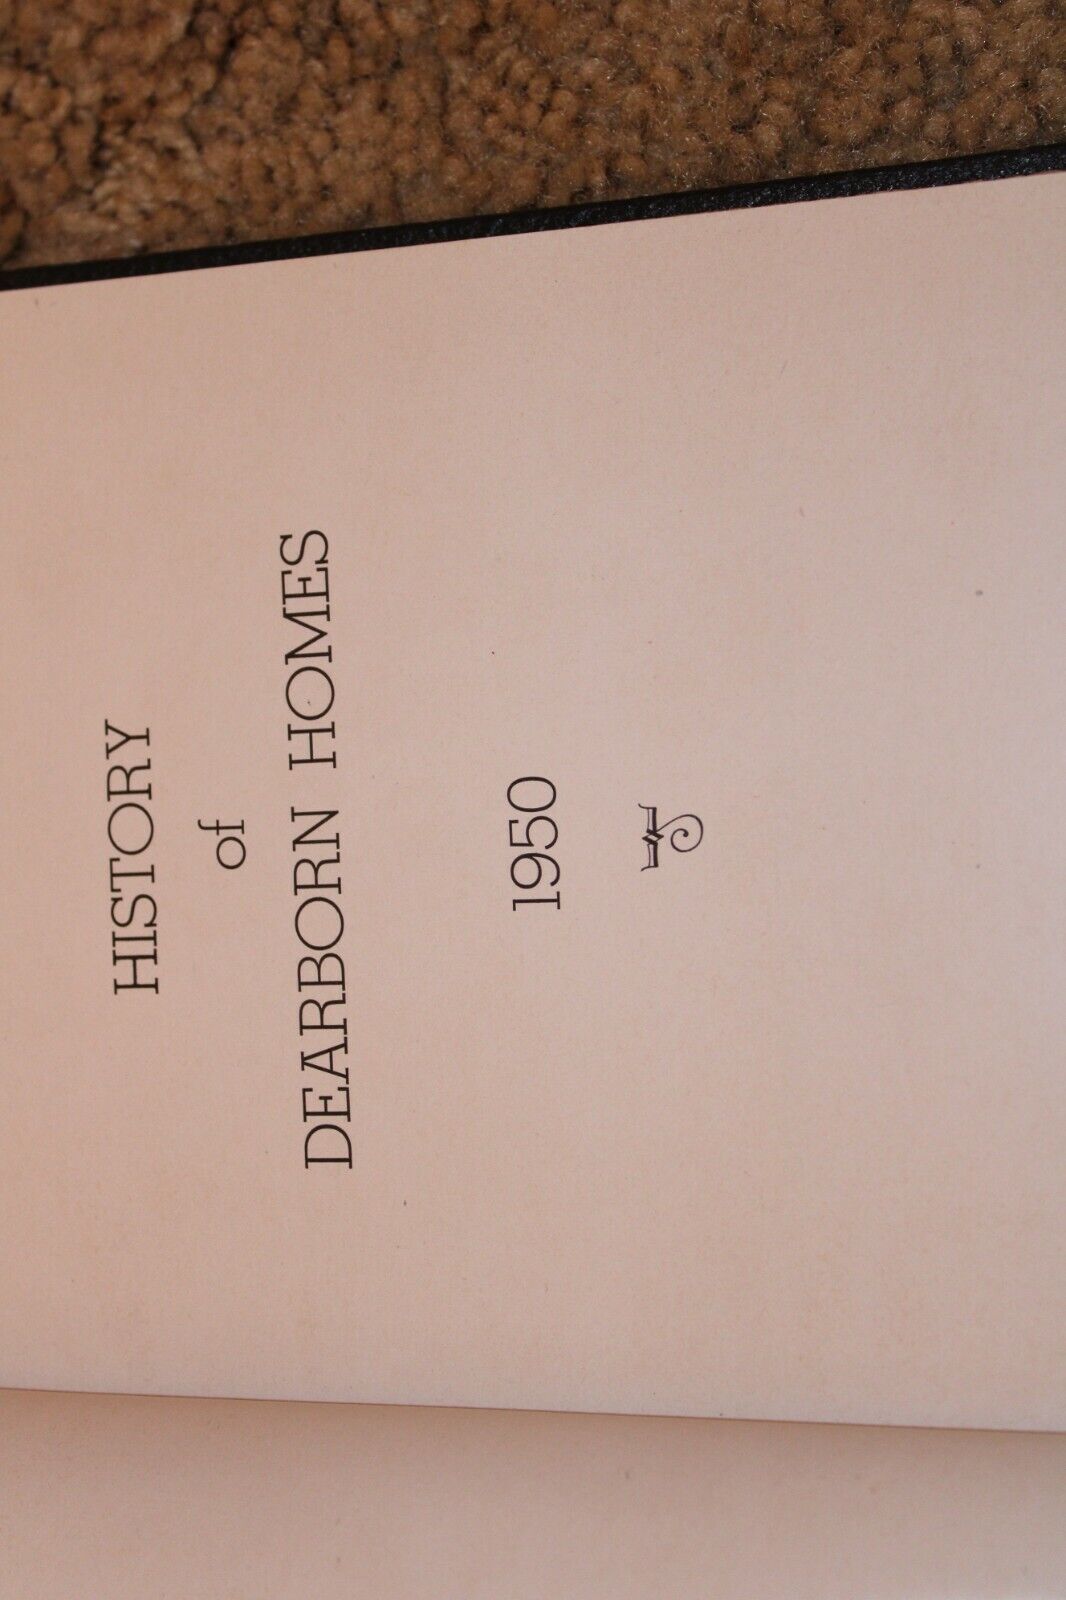 HISTORY
of
DEARBORN HOMES
1950